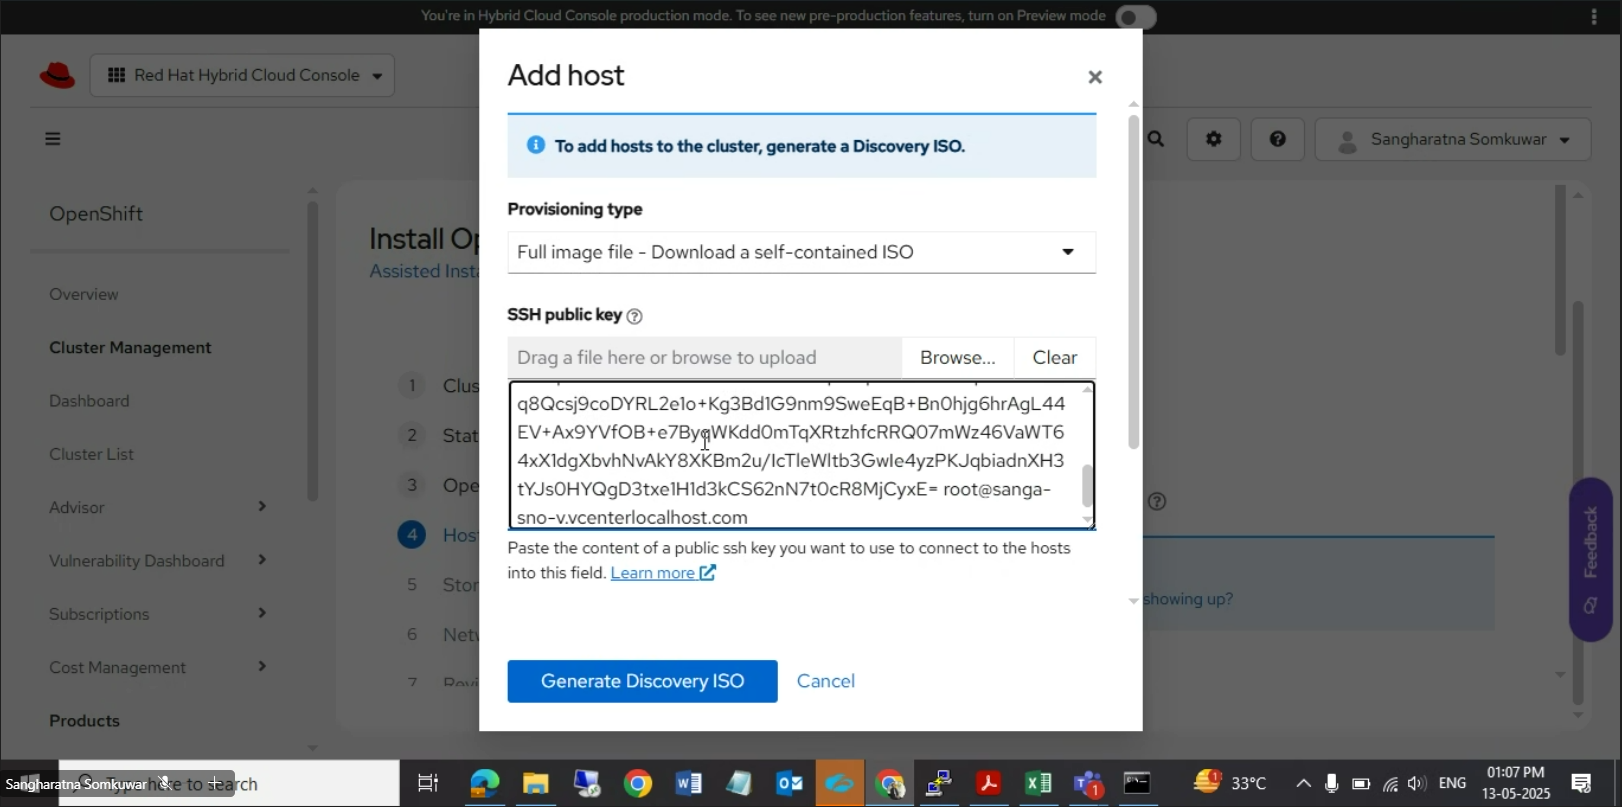 You're in Hybrid Cloud Console production mode. To see new pre-production features, turn on Preview mode
Red Hat Hybrid Cloud Console
Sangharatna Somkuwar
OpenShift
Overview
Cluster Management
Dashboard
Cluster List
Advisor
Vulnerability Dashboard
Subscriptions
Cost Management
Products
Install Op
Assisted Insta
1 Clus
2 Stat
3 Ope
4 Hos
5 Stor
6 Netw
7 Revi
Add host
To add hosts to the cluster, generate a Discovery ISO.
Provisioning type
Full image file - Download a self-contained ISO
SSH public key
Drag a file here or browse to upload
Browse...
Clear
q8Qcsj9coDYRL2e1o+Kg3Bd1G9nm9SweEqB+Bn0hjg6hrAgL44
EV+Ax9YVfOB+e7ByqWKdd0mTqXRtzhfcRRQ07mWz46VaWT6
4xX1dgXbvhNvAkY8XKBm2u/IcTleWltb3Gwle4yzPKJqbiadnXH3
tYJs0HYQgD3txe1H1d3kCS62nN7t0cR8MjCyxE= root@sanga-
sno-v.vcenterlocalhost.com
Paste the content of a public ssh key you want to use to connect to the hosts
into this field. Learn more
Generate Discovery ISO
Cancel
showing up?
Feedback
Sangharatna Somkuwar
Type here to search
33°C
ENG
01:07 PM
13-05-2025